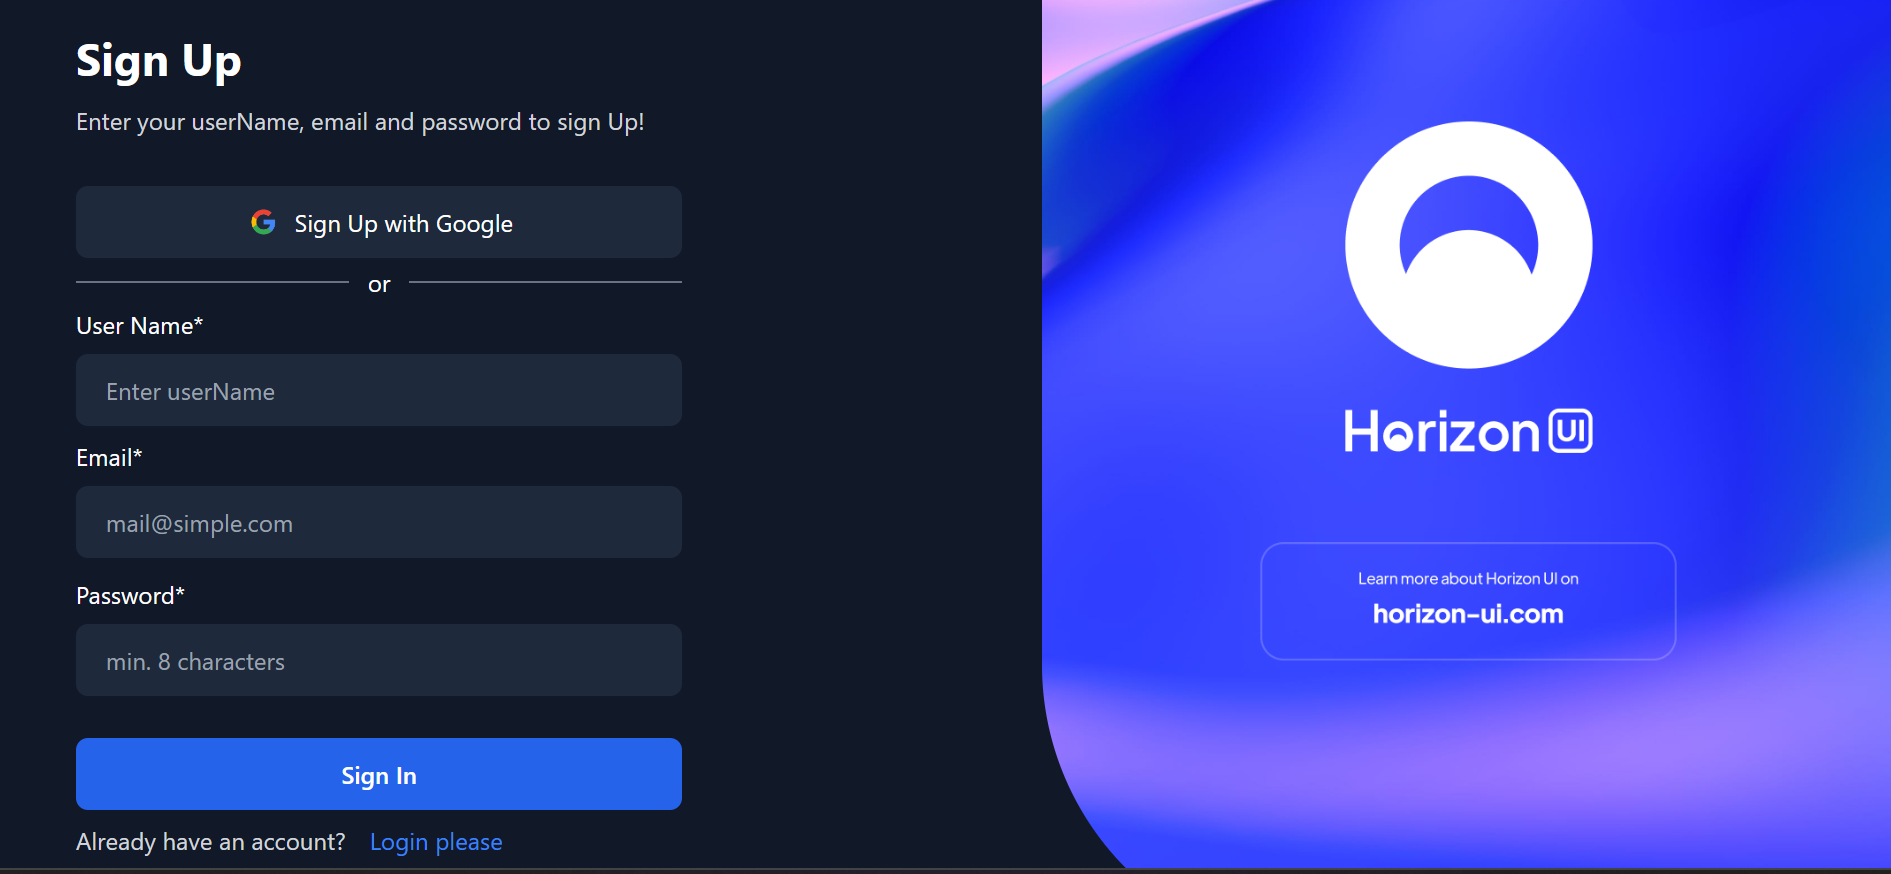 Sign Up
Enter your userName, email and password to sign Up!
Sign Up with Google
or
User Name*
Enter userName
Email*
mail@simple.com
Password*
min. 8 characters
Sign In
Already have an account? Login please
Horizon UI
Learn more about Horizon UI on
horizon-ui.com